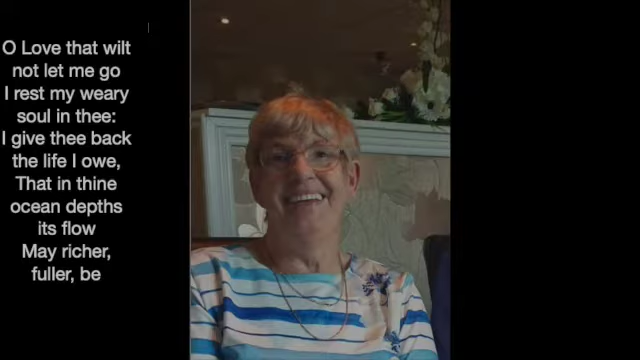 O Love that wilt
not let me go
I rest my weary
soul in thee:
I give thee back
the life I owe,
That in thine
ocean depths
its flow
May richer,
fuller, be